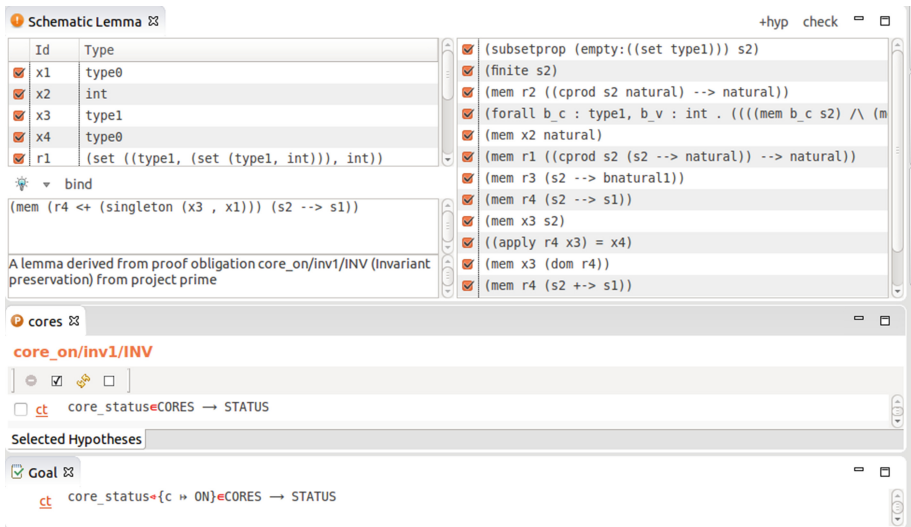 Schematic Lemma
+hyp check
Id Type
x1 type0
x2 int
x3 type1
x4 type0
r1 (set ((type1, (set (type1, int))), int))
bind
(mem (r4 <+ (singleton (x3 , x1))) (s2 --> s1))
A lemma derived from proof obligation core_on/inv1/INV (Invariant
preservation) from project prime
(subsetprop (empty:((set type1))) s2)
(finite s2)
(mem r2 ((cprod s2 natural) --> natural))
(forall b_c : type1, b_v : int . ((((mem b_c s2) /\ (m
(mem x2 natural)
(mem r1 ((cprod s2 (s2 --> natural)) --> natural))
(mem r3 (s2 --> bnatural1))
(mem r4 (s2 --> s1))
(mem x3 s2)
((apply r4 x3) = x4)
(mem x3 (dom r4))
(mem r4 (s2 +-> s1))
cores
core_on/inv1/INV
ct core_status∈CORES → STATUS
Selected Hypotheses
Goal
ct core_status{c ↦ ON}∈CORES → STATUS